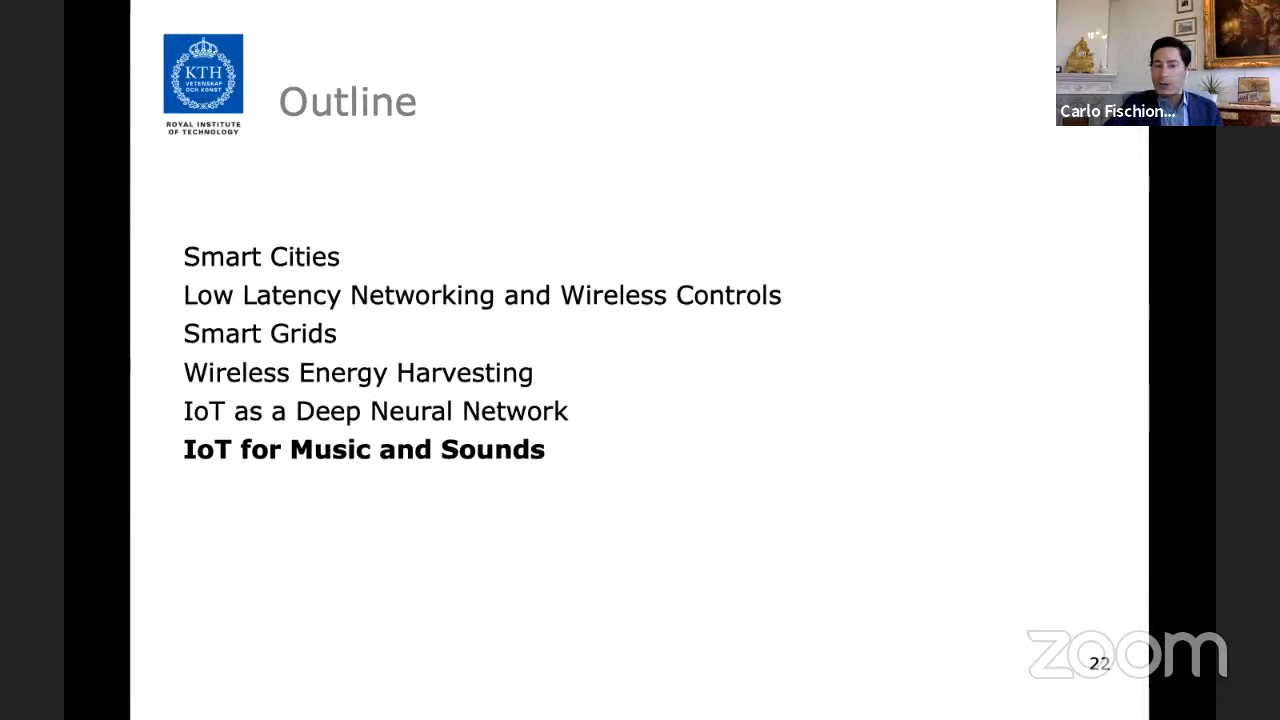 KTH
VETENSKAP
OCH KONST
ROYAL INSTITUTE
OF TECHNOLOGY
Outline
Carlo Fischion...
Smart Cities
Low Latency Networking and Wireless Controls
Smart Grids
Wireless Energy Harvesting
IoT as a Deep Neural Network
IoT for Music and Sounds
22
zoom